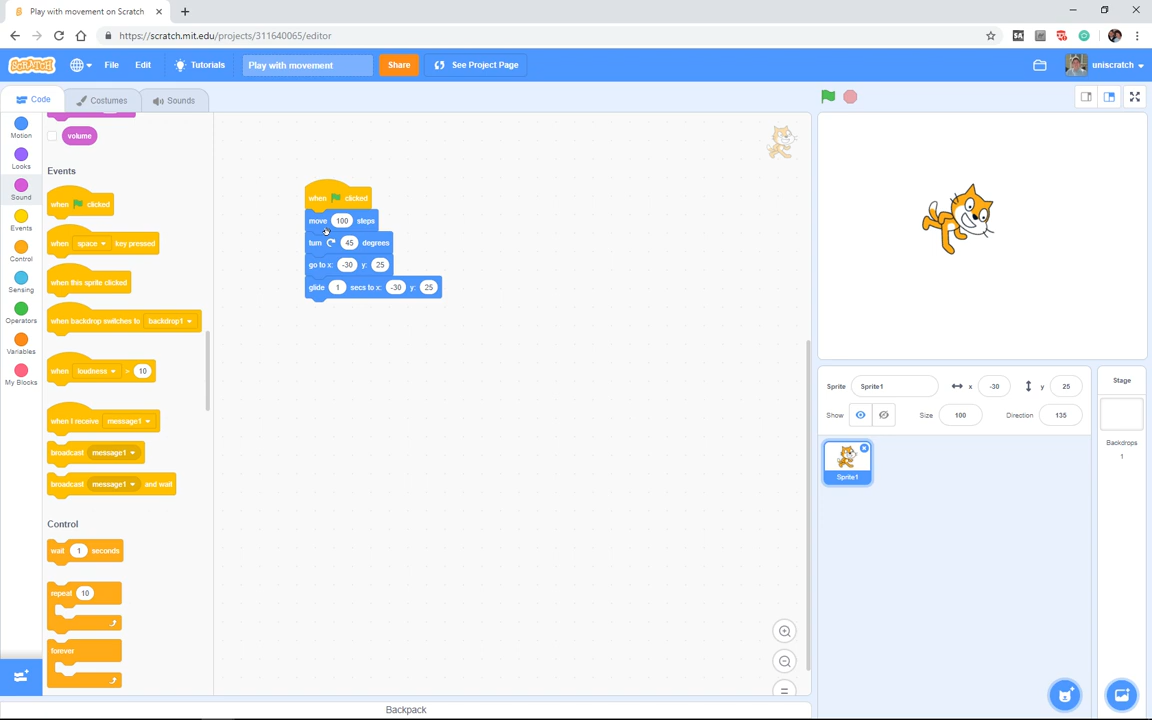 Play with movement on Scratch
https://scratch.mit.edu/projects/311640065/editor
SCRATCH File Edit Tutorials Play with movement Share See Project Page uniscratch
Code Costumes Sounds
Motion
Looks
Sound
Events
Control
Sensing
Operators
Variables
My Blocks
volume
Events
when clicked
when space key pressed
when this sprite clicked
when backdrop switches to backdrop1
when loudness > 10
when I receive message1
broadcast message1
broadcast message1 and wait
Control
wait 1 seconds
repeat 10
forever
when clicked
move 100 steps
turn 45 degrees
go to x: -30 y: 25
glide 1 secs to x: -30 y: 25
Sprite Sprite1 x -30 y 25
Show Size 100 Direction 135
Sprite1
Stage
Backdrops
1
Backpack